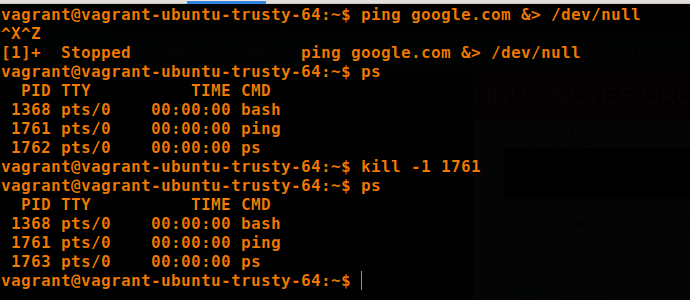 vagrant@vagrant-ubuntu-trusty-64:~$ ping google.com &> /dev/null
^X^Z
[1]+  Stopped                 ping google.com &> /dev/null
vagrant@vagrant-ubuntu-trusty-64:~$ ps
  PID TTY          TIME CMD
 1368 pts/0    00:00:00 bash
 1761 pts/0    00:00:00 ping
 1762 pts/0    00:00:00 ps
vagrant@vagrant-ubuntu-trusty-64:~$ kill -1 1761
vagrant@vagrant-ubuntu-trusty-64:~$ ps
  PID TTY          TIME CMD
 1368 pts/0    00:00:00 bash
 1761 pts/0    00:00:00 ping
 1763 pts/0    00:00:00 ps
vagrant@vagrant-ubuntu-trusty-64:~$